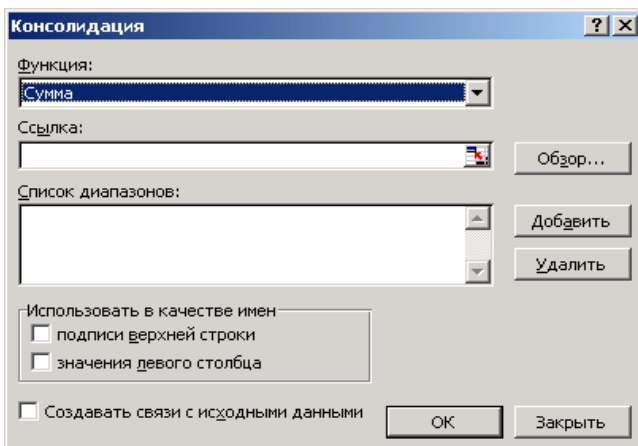 Консолидация
Функция:
Сумма
Ссылка:
Обзор...
Список диапазонов:
Добавить
Удалить
Использовать в качестве имен
подписи верхней строки
значения левого столбца
Создавать связи с исходными данными
ОК
Закрыть